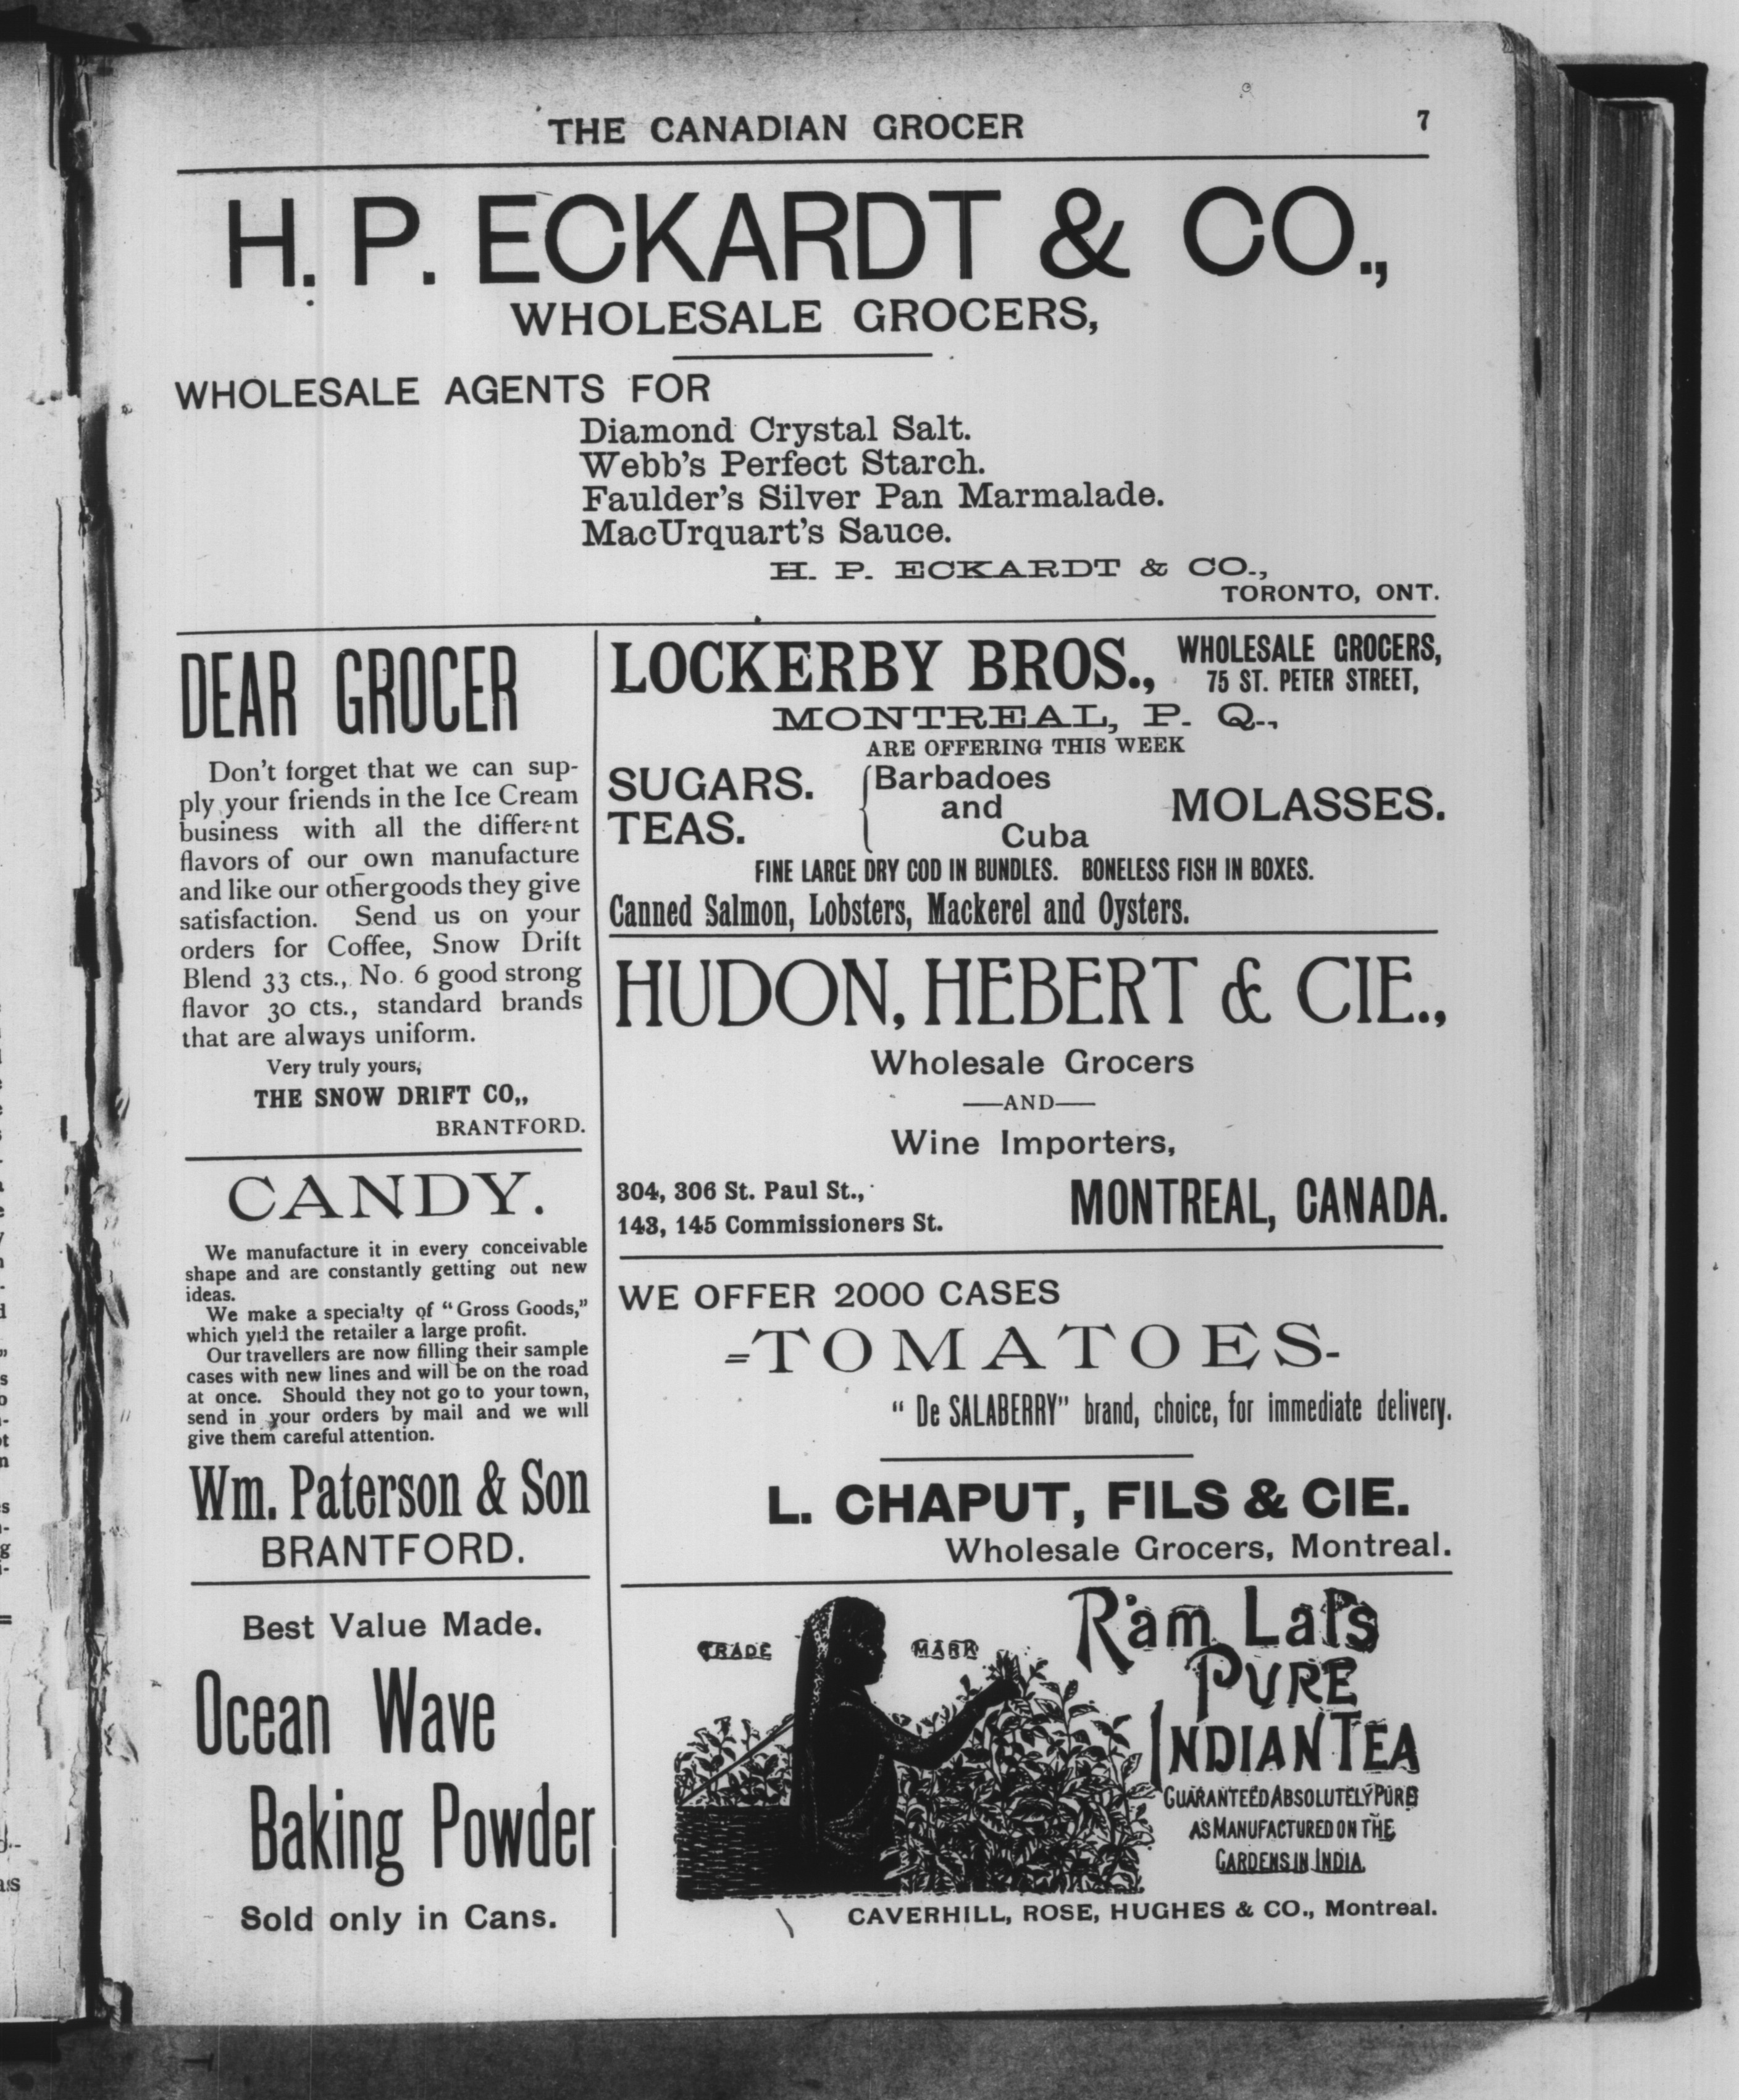 THE CANADIAN GROCER 7
H. P. ECKARDT & CO.,
WHOLESALE GROCERS,
WHOLESALE AGENTS FOR
Diamond Crystal Salt.
Webb's Perfect Starch.
Faulder's Silver Pan Marmalade.
MacUrquart's Sauce.
H. P. ECKARDT & CO.,
TORONTO, ONT.
DEAR GROCER
Don't forget that we can sup-
ply your friends in the Ice Cream
business with all the different
flavors of our own manufacture
and like our othergoods they give
satisfaction. Send us on your
orders for Coffee, Snow Drift
Blend 33 cts., No. 6 good strong
flavor 30 cts., standard brands
that are always uniform.
Very truly yours,
THE SNOW DRIFT CO,,
BRANTFORD.
CANDY.
We manufacture it in every conceivable
shape and are constantly getting out new
ideas.
We make a specialty of "Gross Goods,"
which yield the retailer a large profit.
Our travellers are now filling their sample
cases with new lines and will be on the road
at once. Should they not go to your town,
send in your orders by mail and we will
give them careful attention.
Wm. Paterson & Son
BRANTFORD.
Best Value Made.
Ocean Wave
Baking Powder
Sold only in Cans.
LOCKERBY BROS., WHOLESALE GROCERS,
75 ST. PETER STREET,
MONTREAL, P. Q.,
ARE OFFERING THIS WEEK
SUGARS.
TEAS.
Barbadoes
and
Cuba
MOLASSES.
FINE LARGE DRY COD IN BUNDLES. BONELESS FISH IN BOXES.
Canned Salmon, Lobsters, Mackerel and Oysters.
HUDON, HEBERT & CIE.,
Wholesale Grocers
—AND—
Wine Importers,
304, 306 St. Paul St.,
143, 145 Commissioners St.
MONTREAL, CANADA.
WE OFFER 2000 CASES
=TOMATOES-
"De SALABERRY" brand, choice, for immediate delivery.
L. CHAPUT, FILS & CIE.
Wholesale Grocers, Montreal.
TRADE MARK
Ram Lal's
PURE
INDIAN TEA
GUARANTEED ABSOLUTELY PURE
AS MANUFACTURED ON THE
GARDENS IN INDIA.
CAVERHILL, ROSE, HUGHES & CO., Montreal.